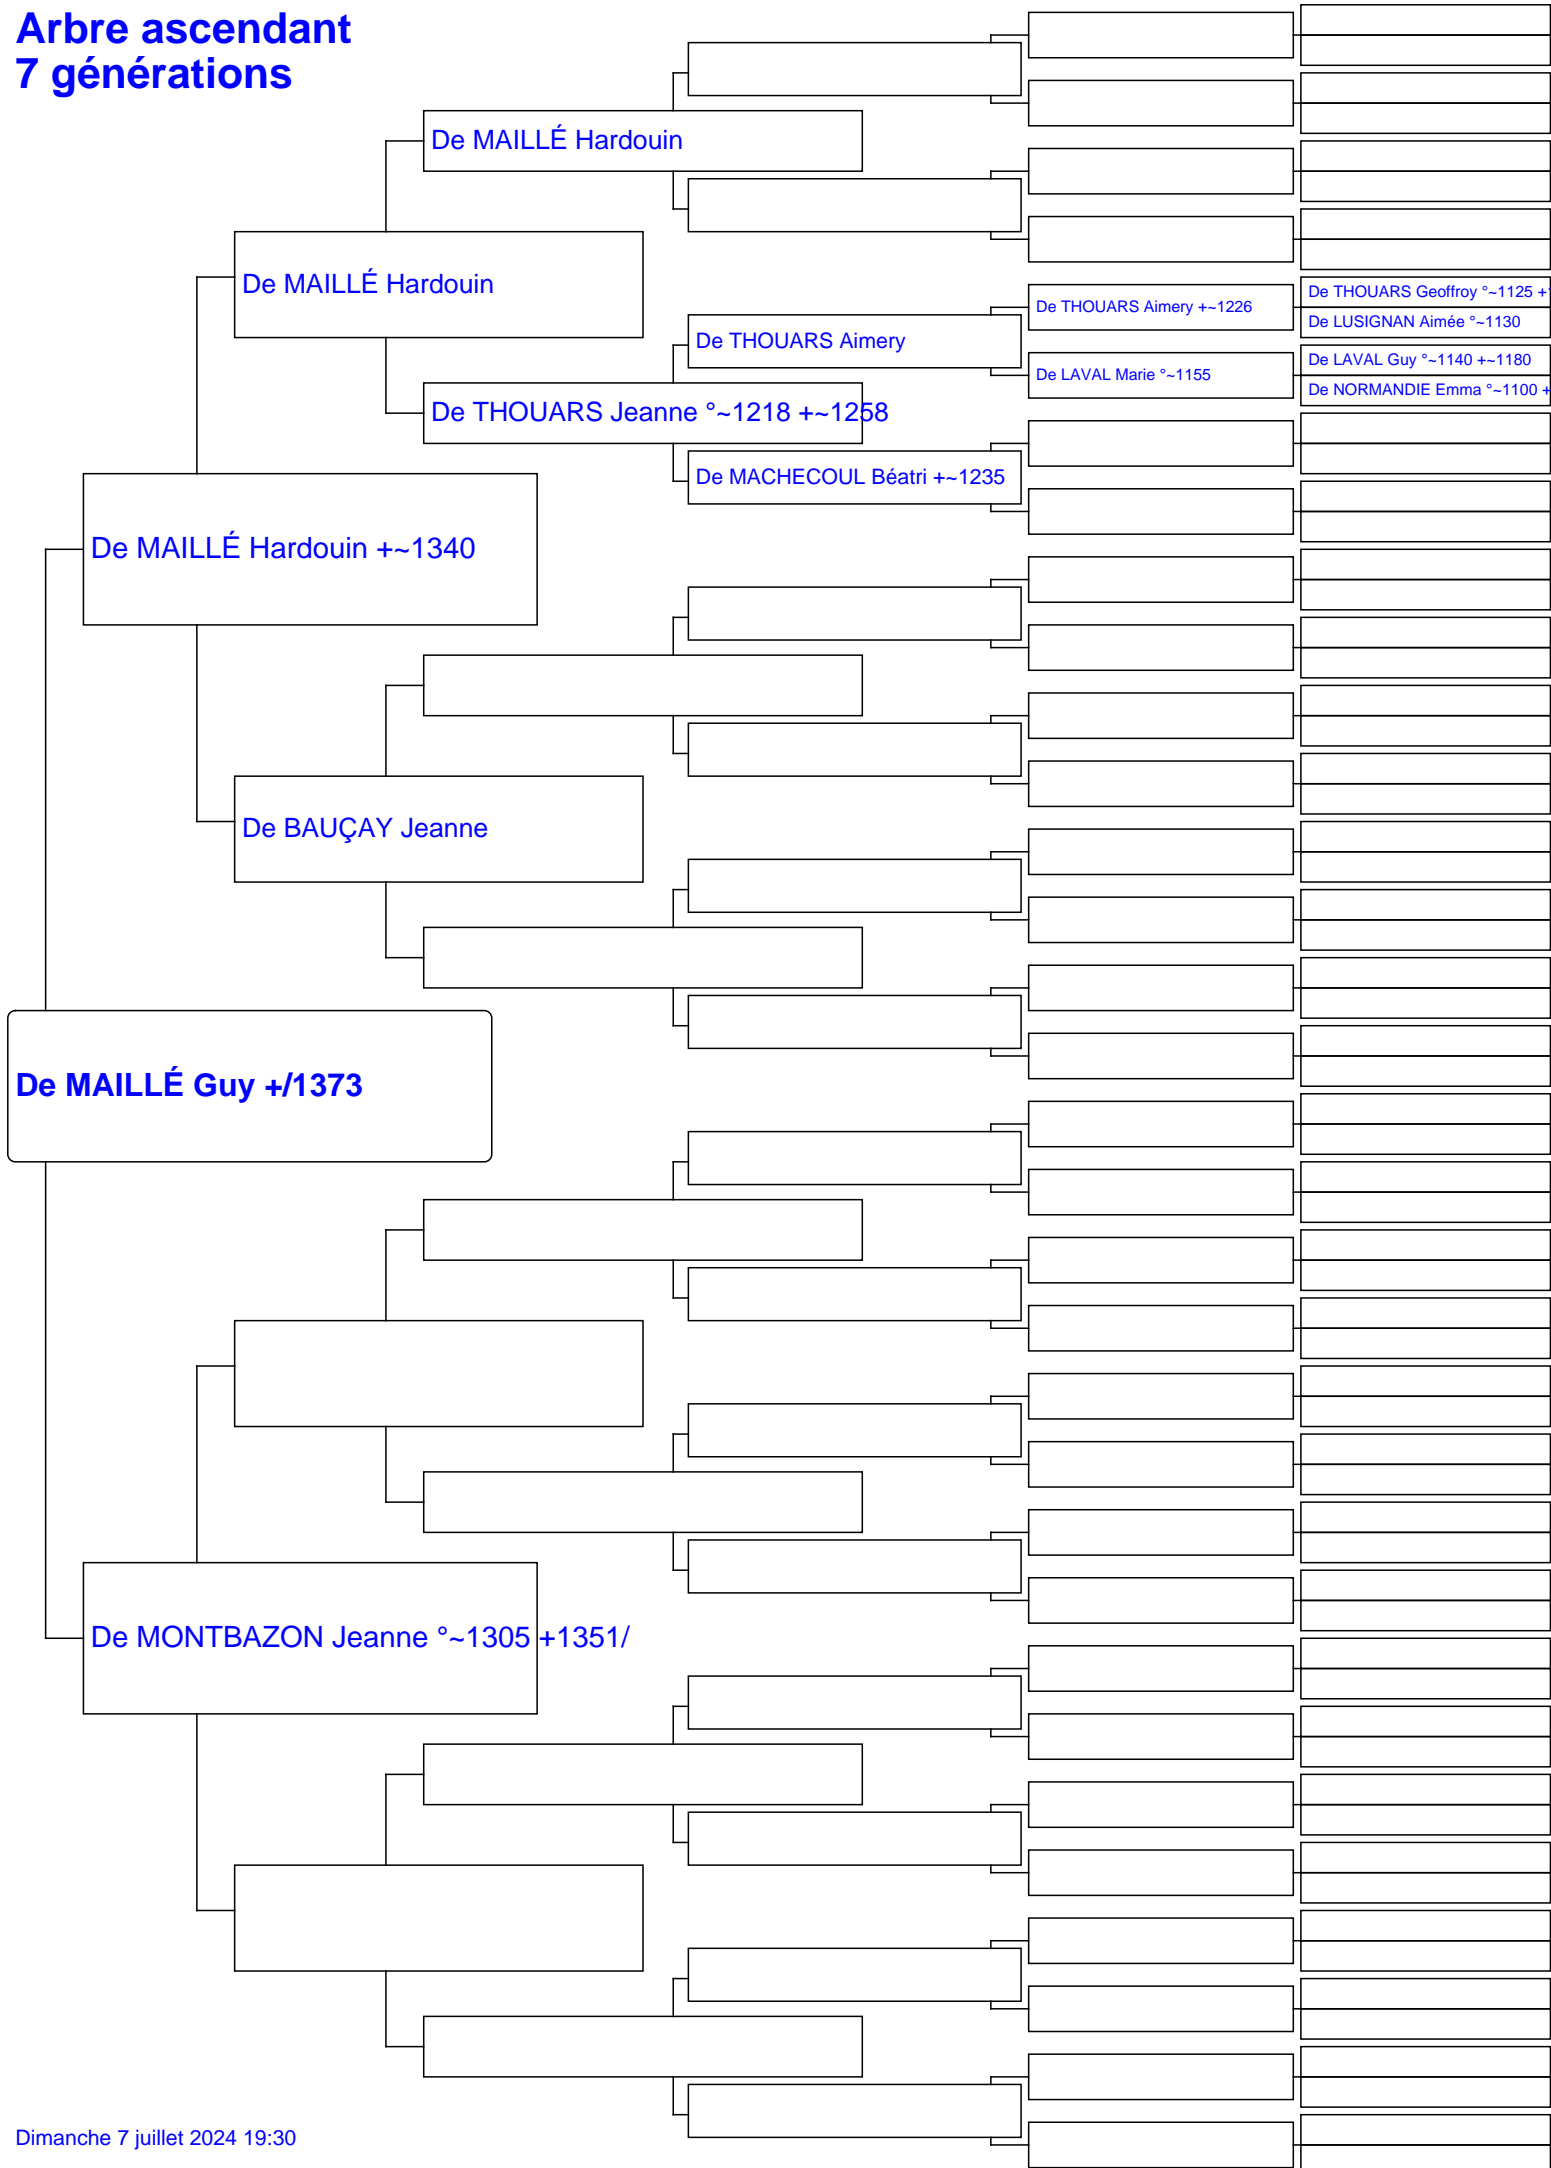 Arbre ascendant
7 générations
De MAILLÉ Hardouin
De MAILLÉ Hardouin
De THOUARS Geoffroy °~1125 +
De THOUARS Aimery +~1226
De LUSIGNAN Aimée °~1130
De THOUARS Aimery
De LAVAL Guy °~1140 +~1180
De LAVAL Marie °~1155
De NORMANDIE Emma °~1100 +
De THOUARS Jeanne °~1218 +~1258
De MACHECOUL Béatri +~1235
De MAILLÉ Hardouin +~1340
De BAUÇAY Jeanne
De MAILLÉ Guy +/1373
De MONTBAZON Jeanne °~1305 +1351/
Dimanche 7 juillet 2024 19:30